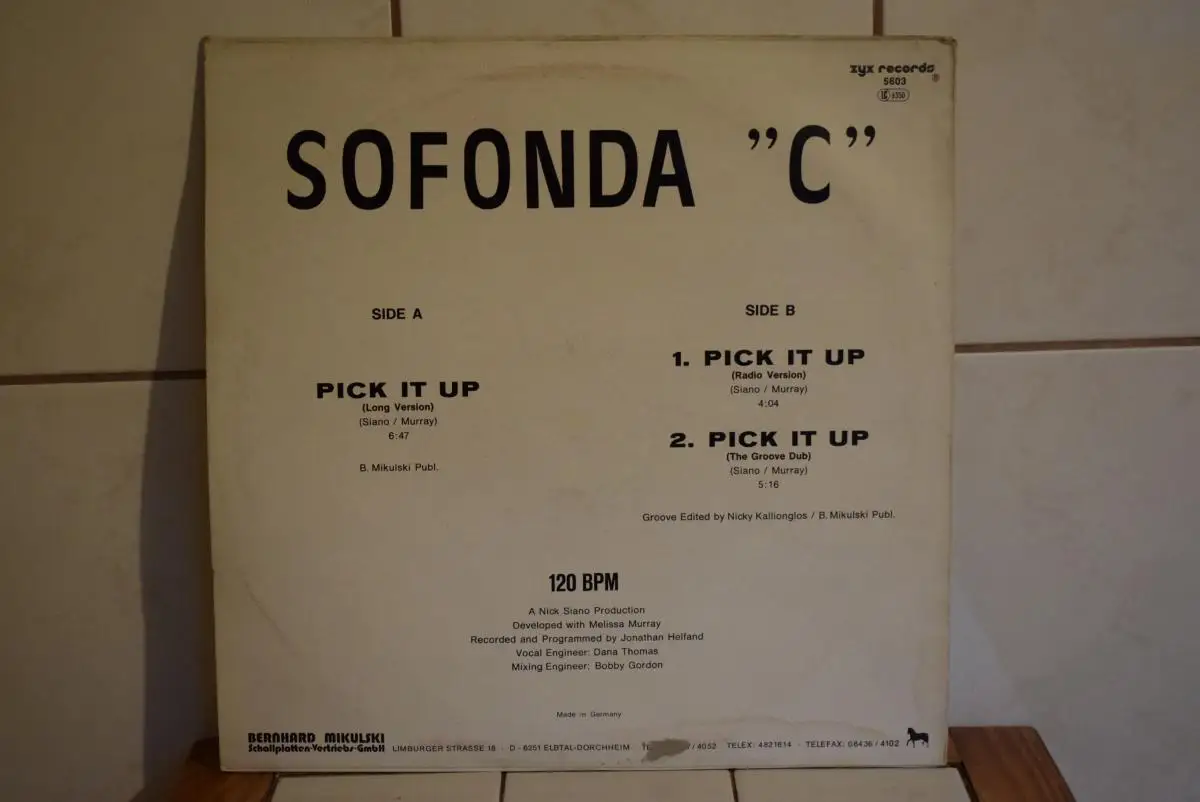 zyx records ®
5603
LC 6350
SOFONDA "C"
SIDE A
PICK IT UP
(Long Version)
(Siano / Murray)
6:47
B. Mikulski Publ.
SIDE B
1. PICK IT UP
(Radio Version)
(Siano / Murray)
4:04
2. PICK IT UP
(The Groove Dub)
(Siano / Murray)
5:16
Groove Edited by Nicky Kallionglos / B. Mikulski Publ.
120 BPM
A Nick Siano Production
Developed with Melissa Murray
Recorded and Programmed by Jonathan Helfand
Vocal Engineer: Dana Thomas
Mixing Engineer: Bobby Gordon
Made in Germany
BERNHARD MIKULSKI
Schallplatten-Vertriebs-GmbH LIMBURGER STRASSE 18 · D - 6251 ELBTAL-DORCHHEIM / 4052 TELEX: 4821614 · TELEFAX: 06436 / 4102